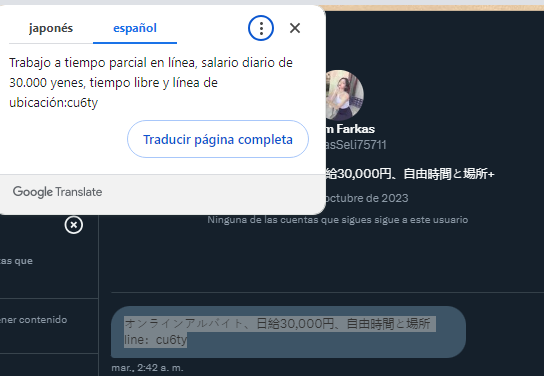 japonés español
Trabajo a tiempo parcial en línea, salario diario de
30.000 yenes, tiempo libre y línea de
ubicación:cu6ty
Traducir página completa
Google Translate
m Farkas
asSeli75711
給30,000円、自由時間と場所+
octubre de 2023
Ninguna de las cuentas que sigues sigue a este usuario
tas que
ener contenido
オンラインアルバイト、日給30,000円、自由時間と場所
line： cu6ty
mar., 2:42 a. m.